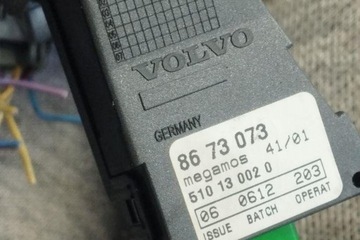 VOLVO
GERMANY
86 73 073
megamos 41/01
510 13 002 0
06 0612 203
ISSUE BATCH OPERAT